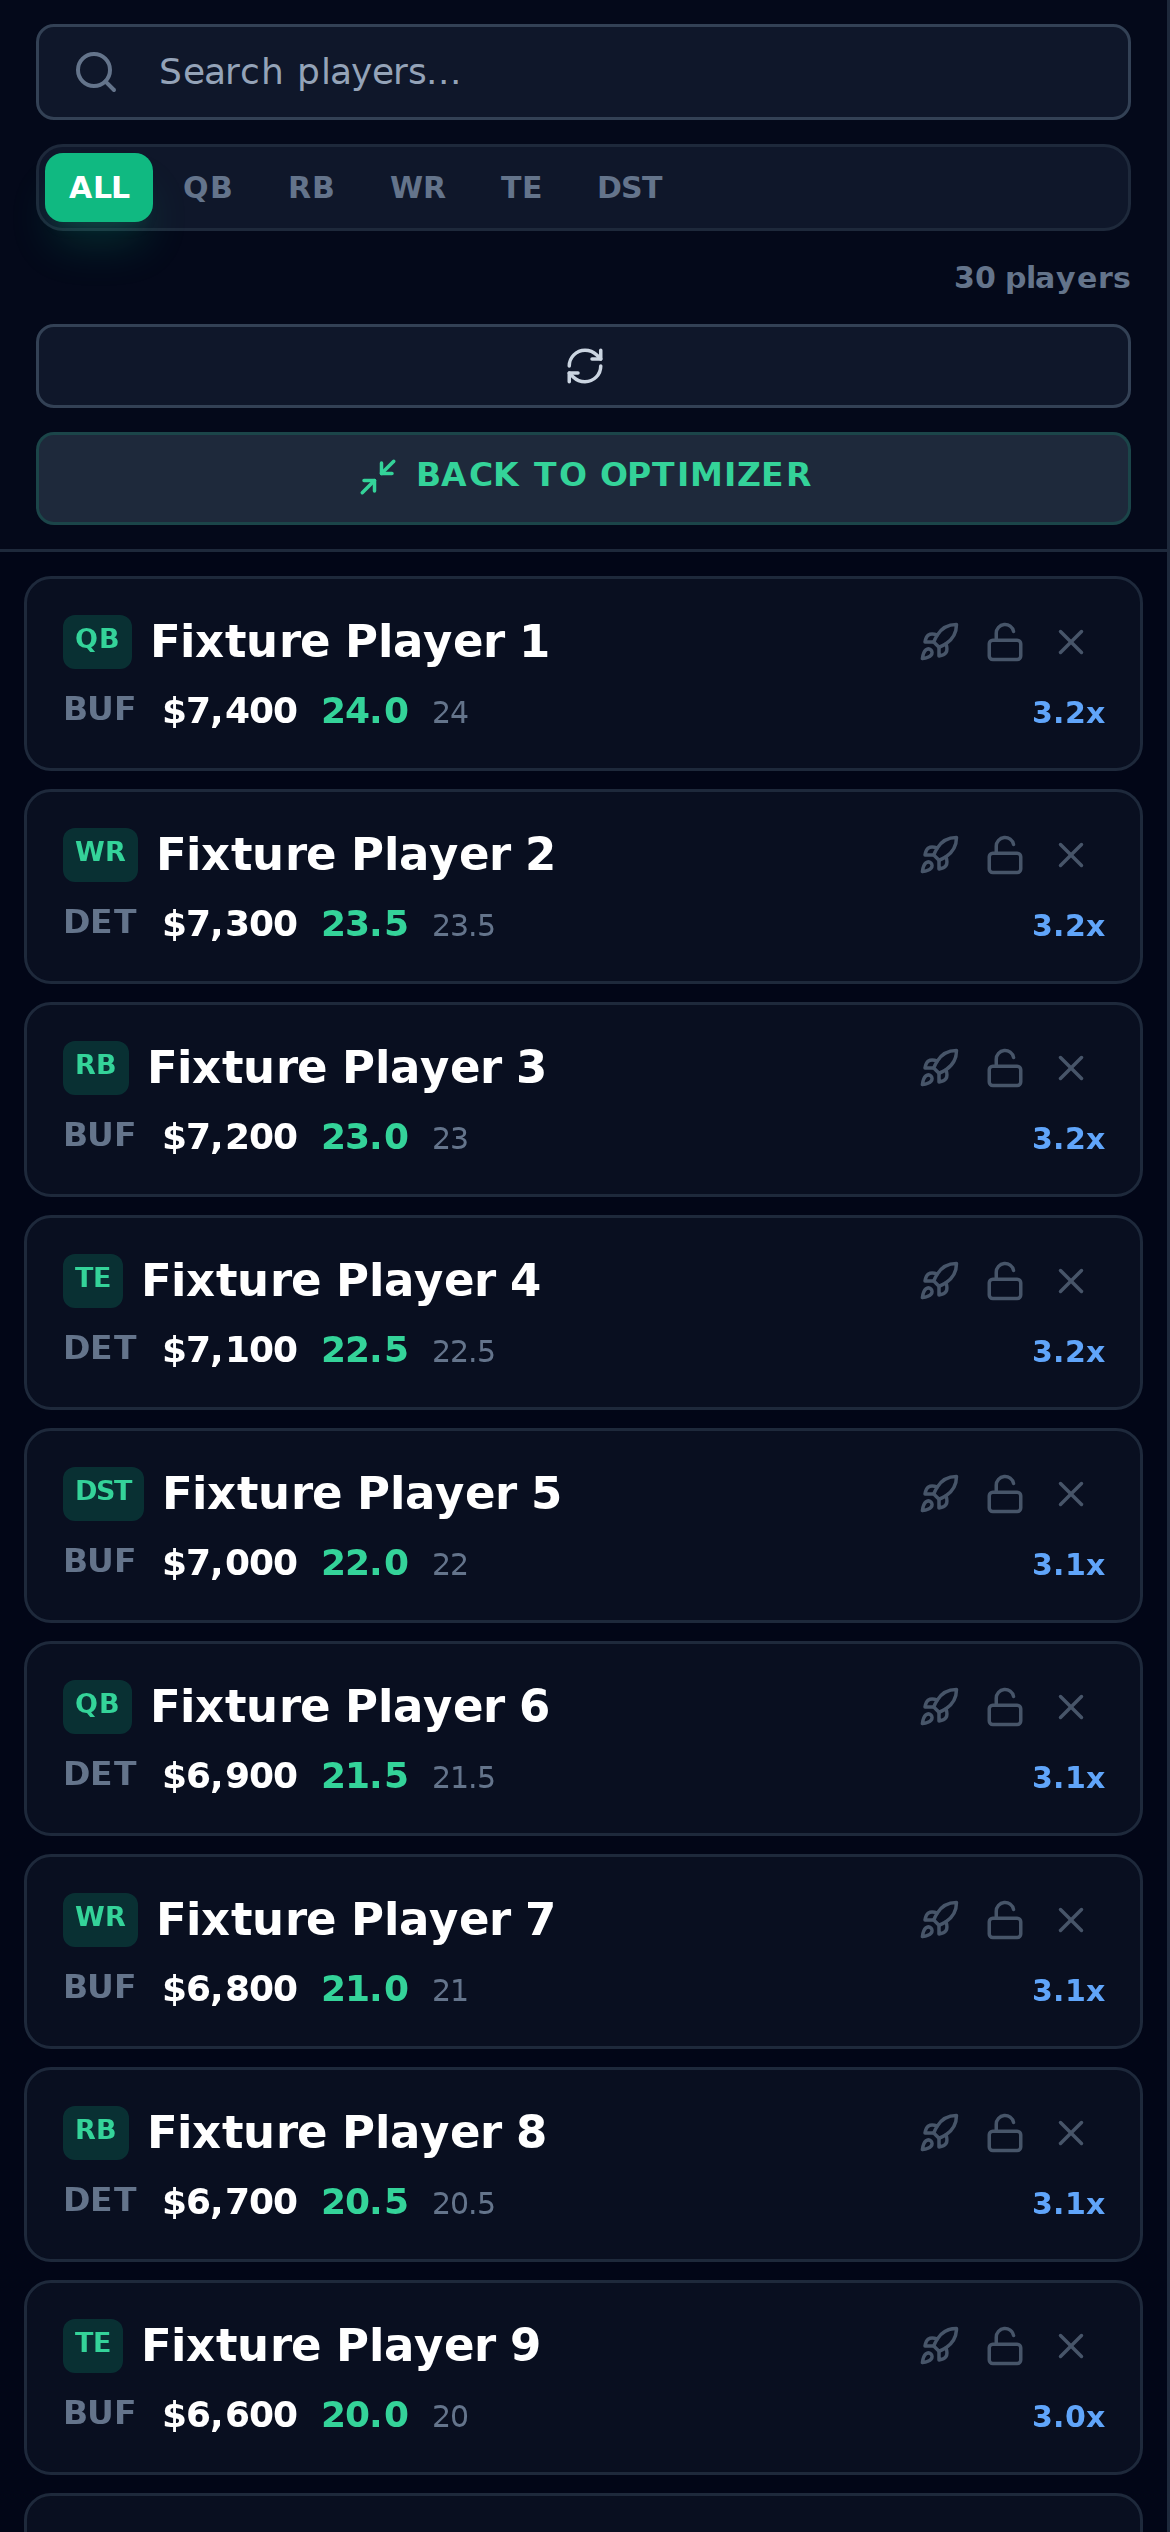 Search players...
ALL QB RB WR TE DST
30 players
BACK TO OPTIMIZER
QB Fixture Player 1
BUF $7,400 24.0 24 3.2x
WR Fixture Player 2
DET $7,300 23.5 23.5 3.2x
RB Fixture Player 3
BUF $7,200 23.0 23 3.2x
TE Fixture Player 4
DET $7,100 22.5 22.5 3.2x
DST Fixture Player 5
BUF $7,000 22.0 22 3.1x
QB Fixture Player 6
DET $6,900 21.5 21.5 3.1x
WR Fixture Player 7
BUF $6,800 21.0 21 3.1x
RB Fixture Player 8
DET $6,700 20.5 20.5 3.1x
TE Fixture Player 9
BUF $6,600 20.0 20 3.0x